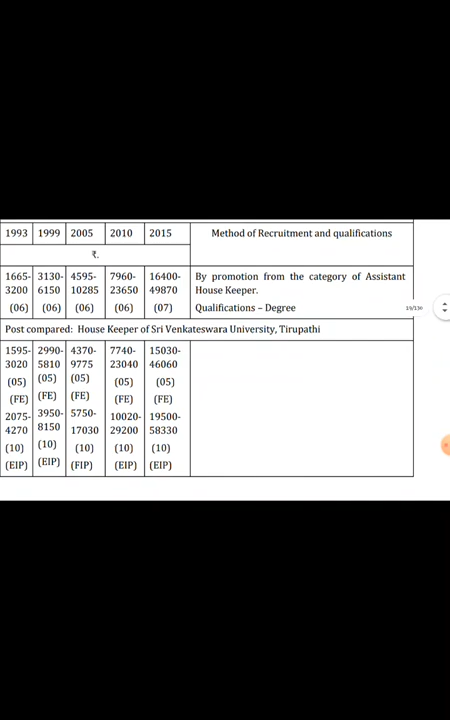 1993 1999 2005 2010 2015 Method of Recruitment and qualifications
₹.
1665- 3130- 4595- 7960- 16400- By promotion from the category of Assistant
3200 6150 10285 23650 49870 House Keeper.
(06) (06) (06) (06) (07) Qualifications – Degree
Post compared: House Keeper of Sri Venkateswara University, Tirupathi
1595- 2990- 4370- 7740- 15030-
3020 5810 9775 23040 46060
(05) (05) (05) (05) (05)
(FE) (FE) (FE) (FE) (FE)
2075- 3950- 5750- 10020- 19500-
4270 8150 17030 29200 58330
(10) (10) (10) (10) (10)
(EIP) (EIP) (FIP) (EIP) (EIP)